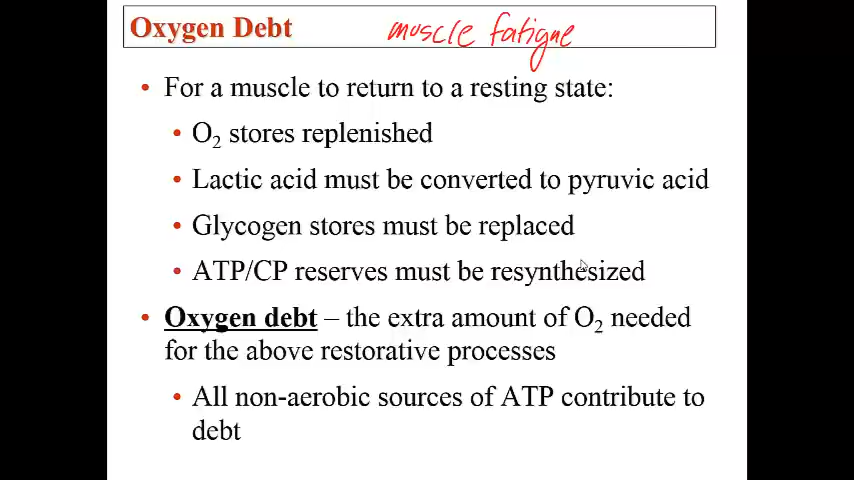 Oxygen Debt muscle fatigue
• For a muscle to return to a resting state:
• O₂ stores replenished
• Lactic acid must be converted to pyruvic acid
• Glycogen stores must be replaced
• ATP/CP reserves must be resynthesized
• Oxygen debt – the extra amount of O₂ needed
for the above restorative processes
• All non-aerobic sources of ATP contribute to
debt